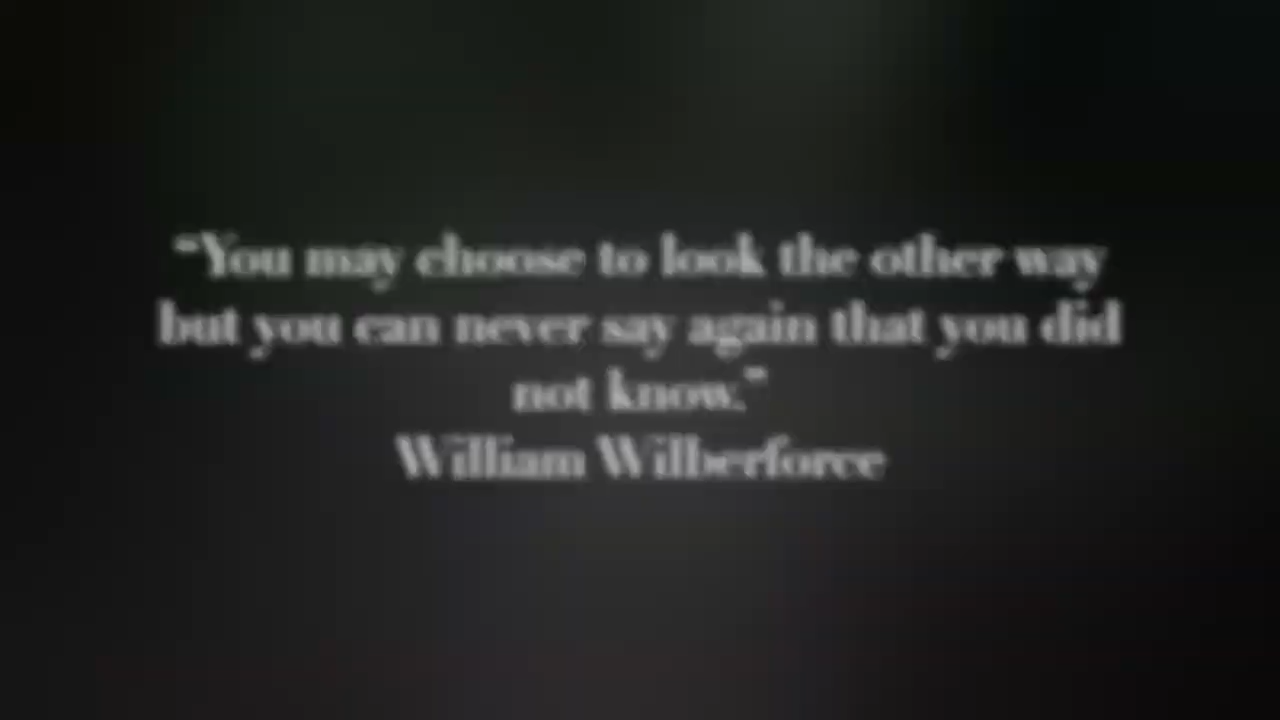 “You may choose to look the other way
but you can never say again that you did
not know.”
William Wilberforce